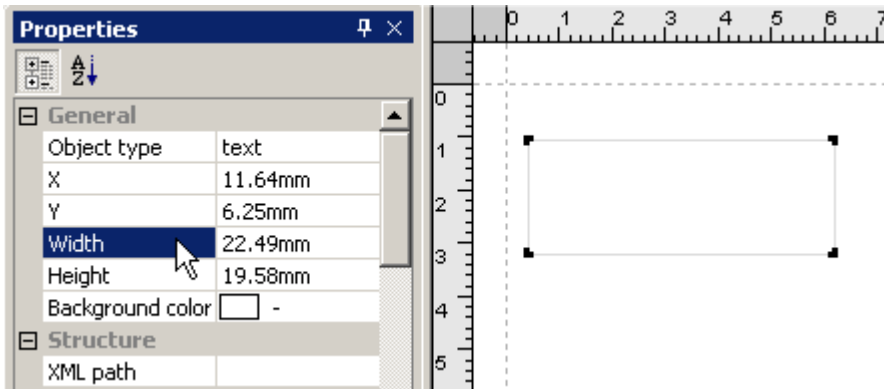 Properties
A
Z
General
Object type text
X 11.64mm
Y 6.25mm
Width 22.49mm
Height 19.58mm
Background color -
Structure
XML path
0 1 2 3 4 5 6 7
0
1
2
3
4
5